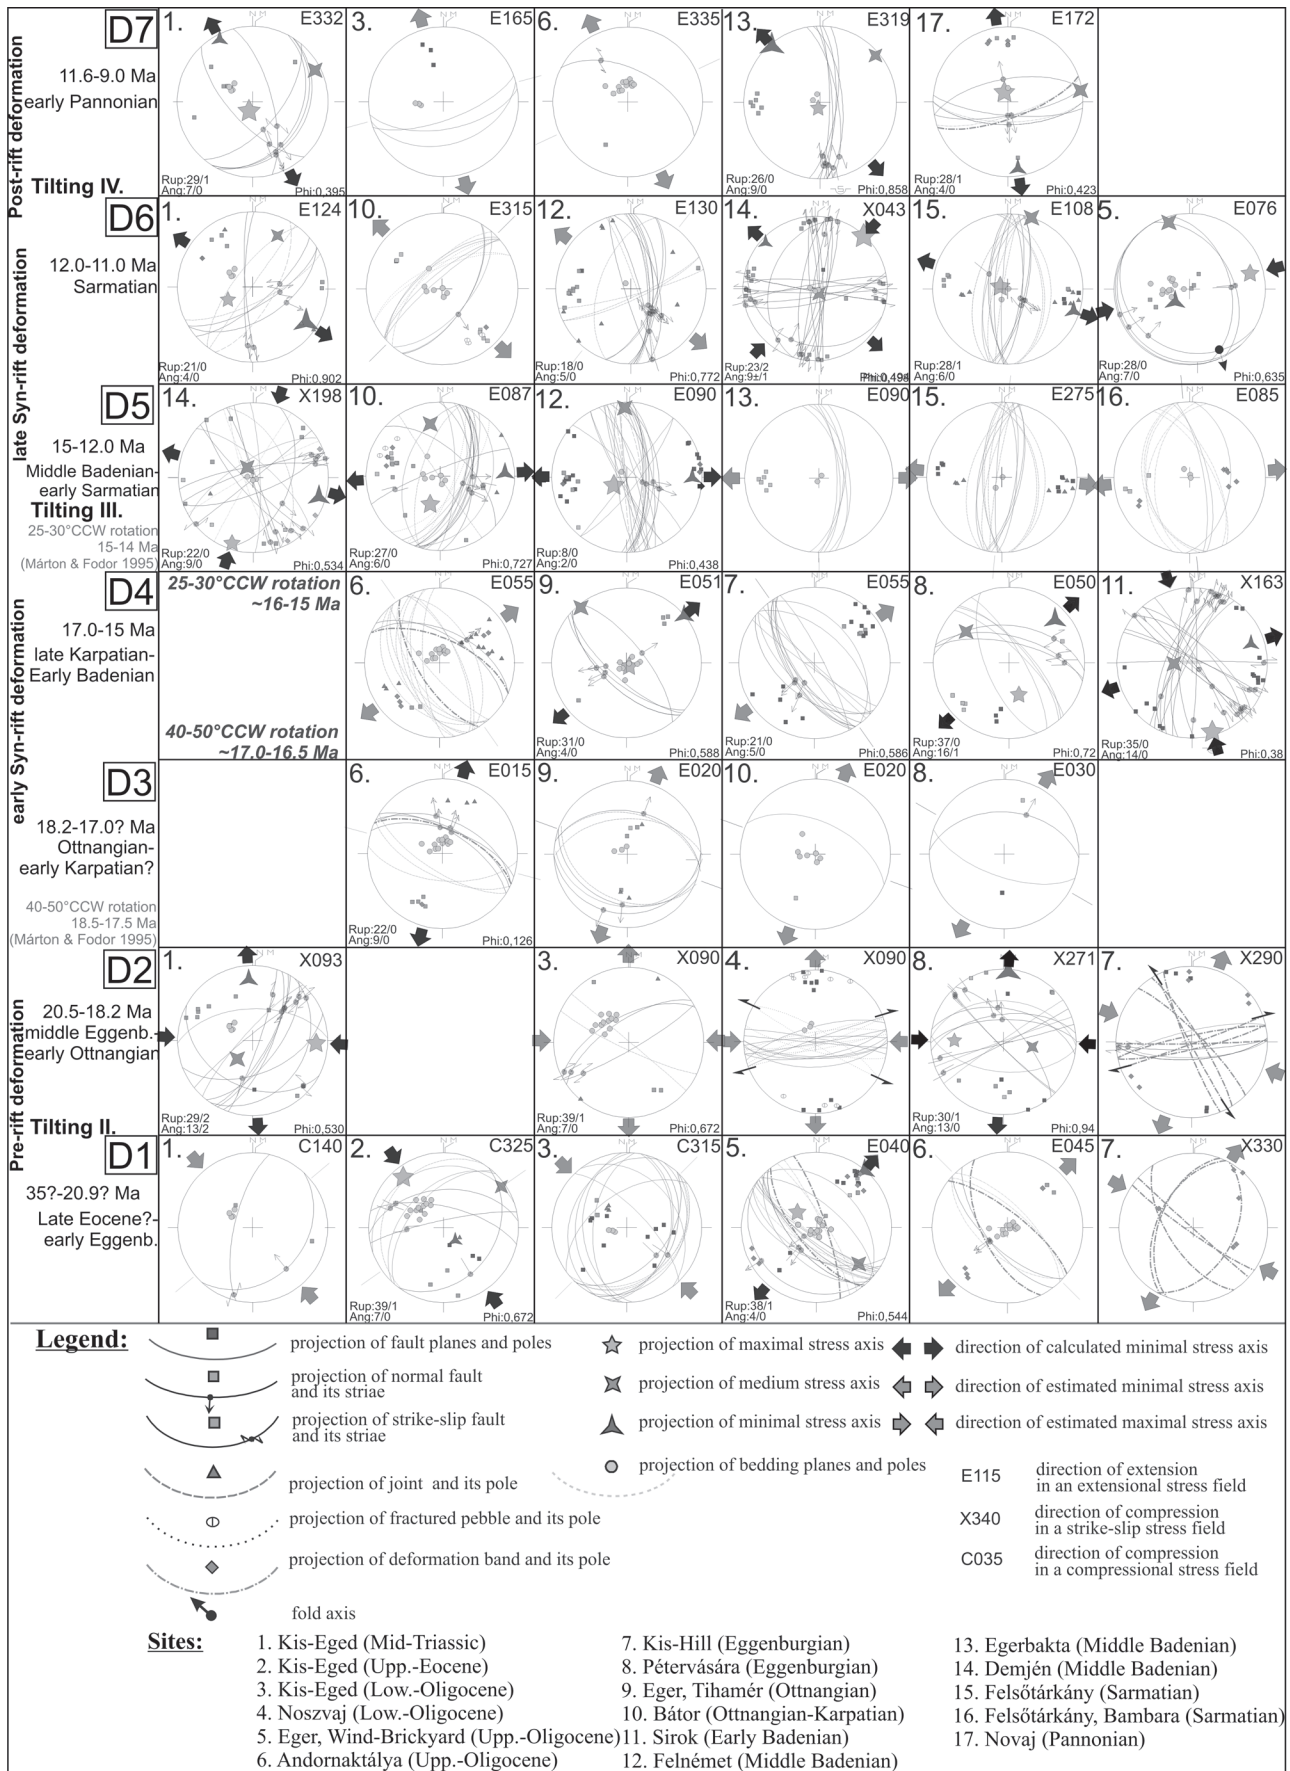 Post-rift deformation
D7
11.6-9.0 Ma
early Pannonian
Tilting IV.
1.
E332
Rup:29/1
Ang:7/0
Phi:0,395
3.
E165
6.
E335
13.
E319
Rup:26/0
Ang:9/0
Phi:0,858
17.
E172
Rup:28/1
Ang:4/0
Phi:0,423
late Syn-rift deformation
D6
12.0-11.0 Ma
Sarmatian
1.
E124
Rup:21/0
Ang:4/0
Phi:0,902
10.
E315
12.
E130
Rup:18/0
Ang:5/0
Phi:0,772
14.
X043
Rup:23/2
Ang:9±/1
15.
E108
Rup:28/1
Ang:6/0
5.
E076
Rup:28/0
Ang:7/0
Phi:0,635
D5
15-12.0 Ma
Middle Badenian-
early Sarmatian
Tilting III.
25-30°CCW rotation
15-14 Ma
(Márton & Fodor 1995)
14.
X198
Rup:22/0
Ang:9/0
Phi:0,534
10.
E087
Rup:27/0
Ang:6/0
Phi:0,727
12.
E090
Rup:8/0
Ang:2/0
Phi:0,438
13.
E090
15.
E275
16.
E085
early Syn-rift deformation
D4
17.0-15 Ma
late Karpatian-
Early Badenian
25-30°CCW rotation
~16-15 Ma
40-50°CCW rotation
~17.0-16.5 Ma
6.
E055
9.
E051
Rup:31/0
Ang:4/0
Phi:0,588
7.
E055
Rup:21/0
Ang:5/0
Phi:0,586
8.
E050
Rup:37/0
Ang:16/1
Phi:0,72
11.
X163
Rup:35/0
Ang:14/0
Phi:0,38
D3
18.2-17.0? Ma
Ottnangian-
early Karpatian?
40-50°CCW rotation
18.5-17.5 Ma
(Márton & Fodor 1995)
6.
E015
Rup:22/0
Ang:9/0
Phi:0,126
9.
E020
10.
E020
8.
E030
Pre-rift deformation
D2
20.5-18.2 Ma
middle Eggenb.-
early Ottnangian
Tilting II.
1.
X093
Rup:29/2
Ang:13/2
Phi:0,530
3.
X090
Rup:39/1
Ang:7/0
Phi:0,672
4.
X090
8.
X271
Rup:30/1
Ang:13/0
Phi:0,94
7.
X290
D1
35?-20.9? Ma
Late Eocene?-
early Eggenb.
1.
C140
2.
C325
Rup:39/1
Ang:7/0
Phi:0,672
3.
C315
5.
E040
Rup:38/1
Ang:4/0
Phi:0,544
6.
E045
7.
X330
Legend:
projection of fault planes and poles
projection of normal fault
and its striae
projection of strike-slip fault
and its striae
projection of joint and its pole
projection of fractured pebble and its pole
projection of deformation band and its pole
fold axis
projection of maximal stress axis
projection of medium stress axis
projection of minimal stress axis
projection of bedding planes and poles
direction of calculated minimal stress axis
direction of estimated minimal stress axis
direction of estimated maximal stress axis
E115
direction of extension
in an extensional stress field
X340
direction of compression
in a strike-slip stress field
C035
direction of compression
in a compressional stress field
Sites:
1. Kis-Eged (Mid-Triassic)
2. Kis-Eged (Upp.-Eocene)
3. Kis-Eged (Low.-Oligocene)
4. Noszvaj (Low.-Oligocene)
5. Eger, Wind-Brickyard (Upp.-Oligocene)
6. Andornaktálya (Upp.-Oligocene)
7. Kis-Hill (Eggenburgian)
8. Pétervására (Eggenburgian)
9. Eger, Tihamér (Ottnangian)
10. Bátor (Ottnangian-Karpatian)
11. Sirok (Early Badenian)
12. Felnémet (Middle Badenian)
13. Egerbakta (Middle Badenian)
14. Demjén (Middle Badenian)
15. Felsőtárkány (Sarmatian)
16. Felsőtárkány, Bambara (Sarmatian)
17. Novaj (Pannonian)